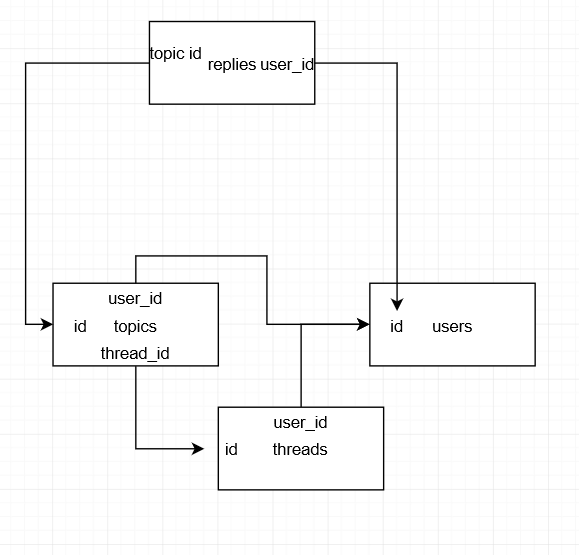 topic id replies user_id
user_id
id topics
thread_id
id users
user_id
id threads